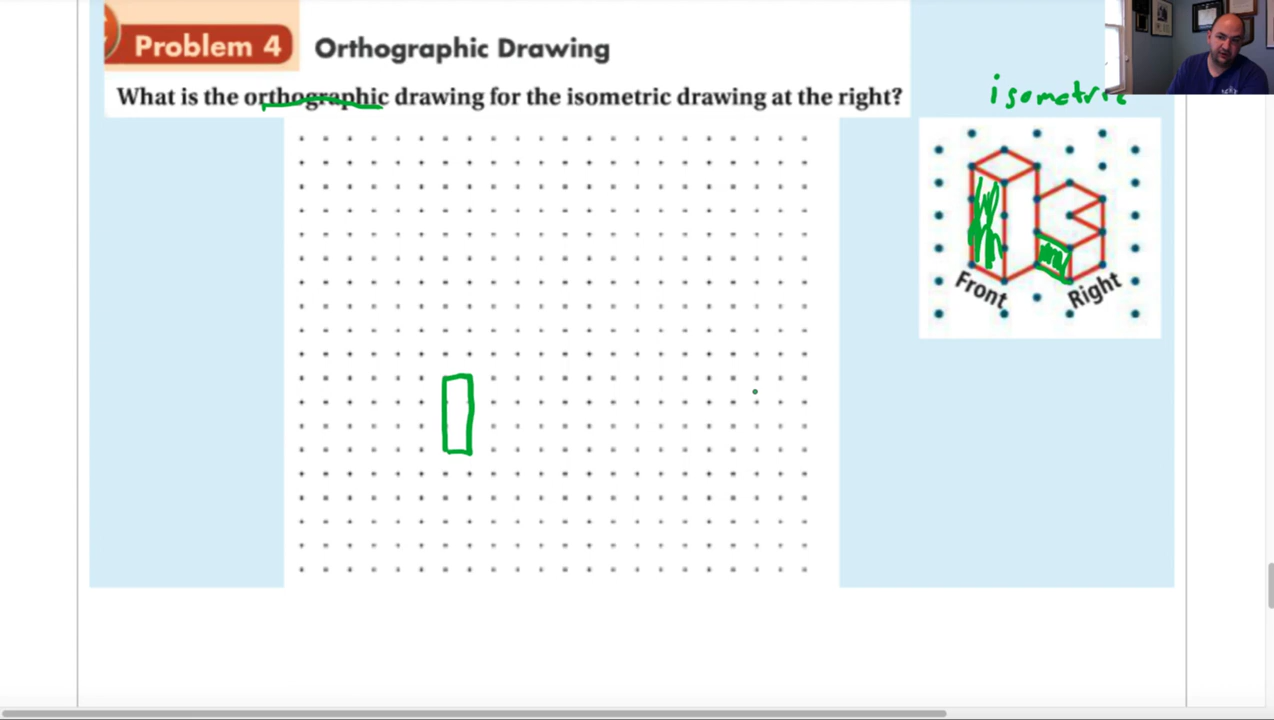 Problem 4 Orthographic Drawing
What is the orthographic drawing for the isometric drawing at the right?
isometric
Front
Right